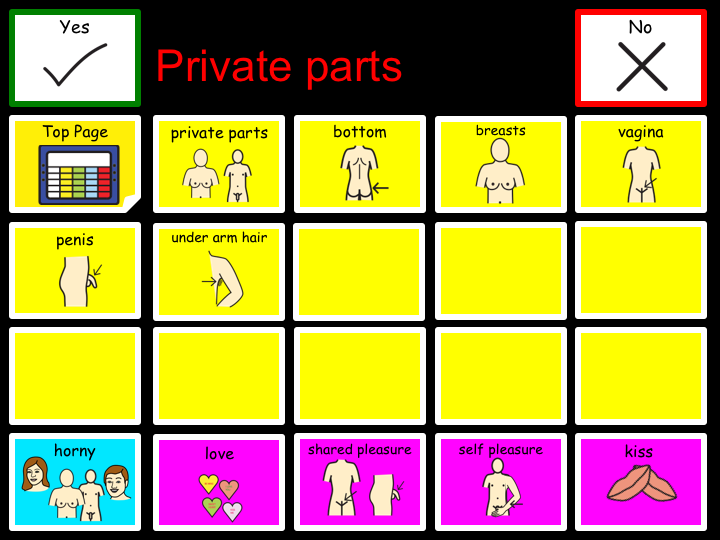 Yes
Private parts
No
Top Page
private parts
bottom
breasts
vagina
penis
under arm hair
horny
love
shared pleasure
self pleasure
kiss